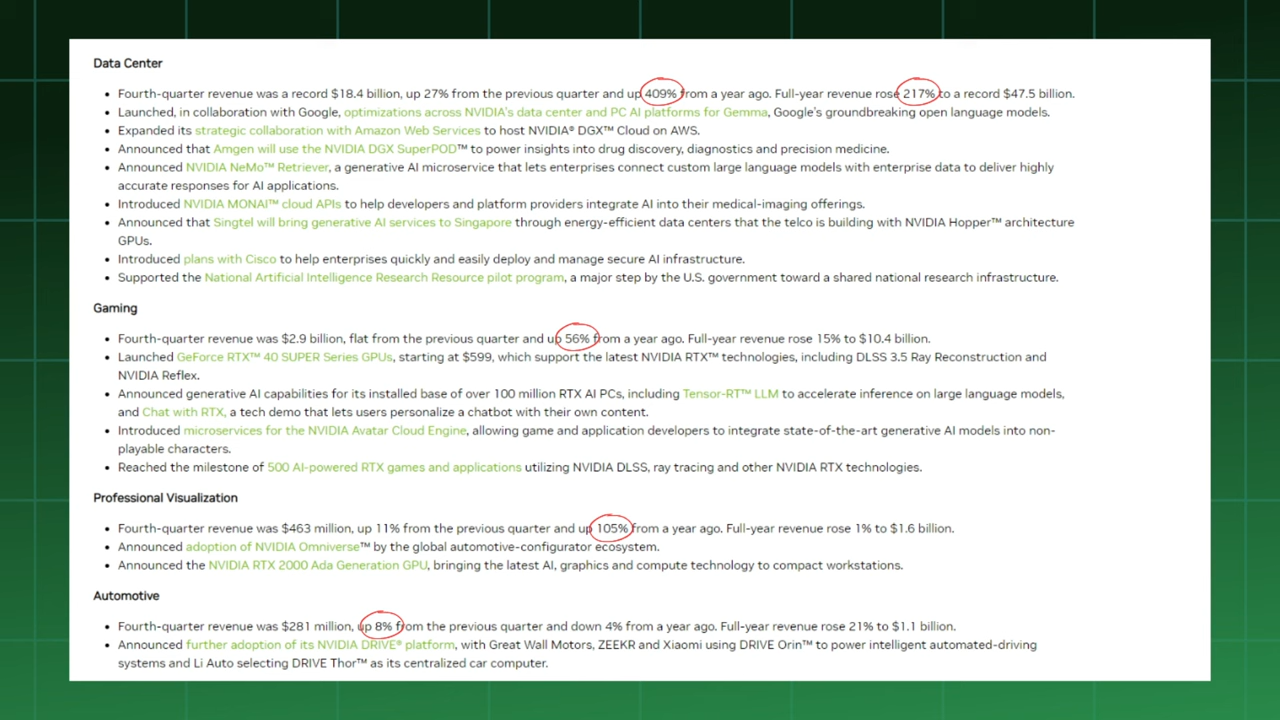 Data Center
• Fourth-quarter revenue was a record $18.4 billion, up 27% from the previous quarter and up 409% from a year ago. Full-year revenue rose 217% to a record $47.5 billion.
• Launched, in collaboration with Google, optimizations across NVIDIA's data center and PC AI platforms for Gemma, Google's groundbreaking open language models.
• Expanded its strategic collaboration with Amazon Web Services to host NVIDIA® DGX™ Cloud on AWS.
• Announced that Amgen will use the NVIDIA DGX SuperPOD™ to power insights into drug discovery, diagnostics and precision medicine.
• Announced NVIDIA NeMo™ Retriever, a generative AI microservice that lets enterprises connect custom large language models with enterprise data to deliver highly
accurate responses for AI applications.
• Introduced NVIDIA MONAI™ cloud APIs to help developers and platform providers integrate AI into their medical-imaging offerings.
• Announced that Singtel will bring generative AI services to Singapore through energy-efficient data centers that the telco is building with NVIDIA Hopper™ architecture
GPUs.
• Introduced plans with Cisco to help enterprises quickly and easily deploy and manage secure AI infrastructure.
• Supported the National Artificial Intelligence Research Resource pilot program, a major step by the U.S. government toward a shared national research infrastructure.
Gaming
• Fourth-quarter revenue was $2.9 billion, flat from the previous quarter and up 56% from a year ago. Full-year revenue rose 15% to $10.4 billion.
• Launched GeForce RTX™ 40 SUPER Series GPUs, starting at $599, which support the latest NVIDIA RTX™ technologies, including DLSS 3.5 Ray Reconstruction and
NVIDIA Reflex.
• Announced generative AI capabilities for its installed base of over 100 million RTX AI PCs, including Tensor-RT™ LLM to accelerate inference on large language models,
and Chat with RTX, a tech demo that lets users personalize a chatbot with their own content.
• Introduced microservices for the NVIDIA Avatar Cloud Engine, allowing game and application developers to integrate state-of-the-art generative AI models into non-
playable characters.
• Reached the milestone of 500 AI-powered RTX games and applications utilizing NVIDIA DLSS, ray tracing and other NVIDIA RTX technologies.
Professional Visualization
• Fourth-quarter revenue was $463 million, up 11% from the previous quarter and up 105% from a year ago. Full-year revenue rose 1% to $1.6 billion.
• Announced adoption of NVIDIA Omniverse™ by the global automotive-configurator ecosystem.
• Announced the NVIDIA RTX 2000 Ada Generation GPU, bringing the latest AI, graphics and compute technology to compact workstations.
Automotive
• Fourth-quarter revenue was $281 million, up 8% from the previous quarter and down 4% from a year ago. Full-year revenue rose 21% to $1.1 billion.
• Announced further adoption of its NVIDIA DRIVE® platform, with Great Wall Motors, ZEEKR and Xiaomi using DRIVE Orin™ to power intelligent automated-driving
systems and Li Auto selecting DRIVE Thor™ as its centralized car computer.